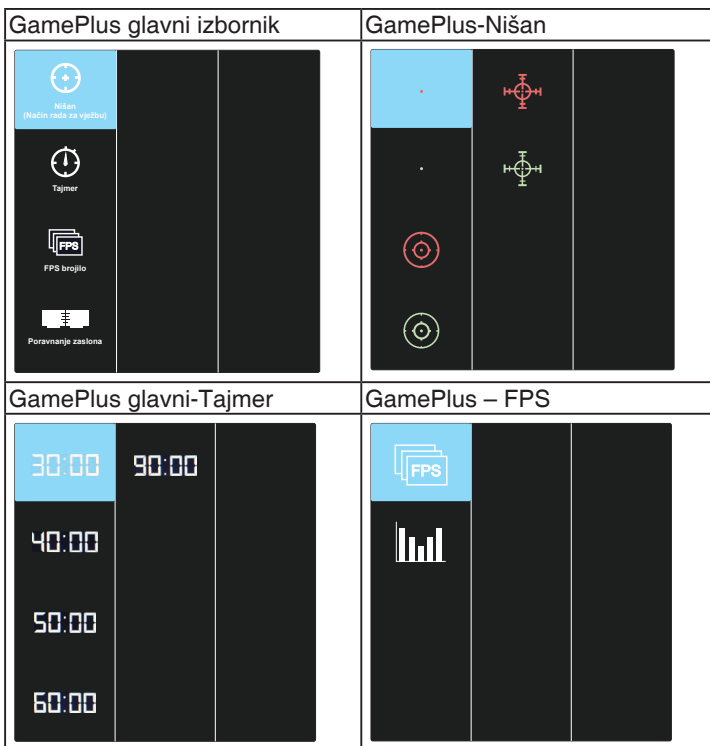 GamePlus glavni izbornik
GamePlus-Nišan
Nišan
(Način rada za vježbu)
Tajmer
FPS
FPS brojilo
Poravnanje zaslona
GamePlus glavni-Tajmer
GamePlus – FPS
30:00
90:00
40:00
50:00
60:00
FPS